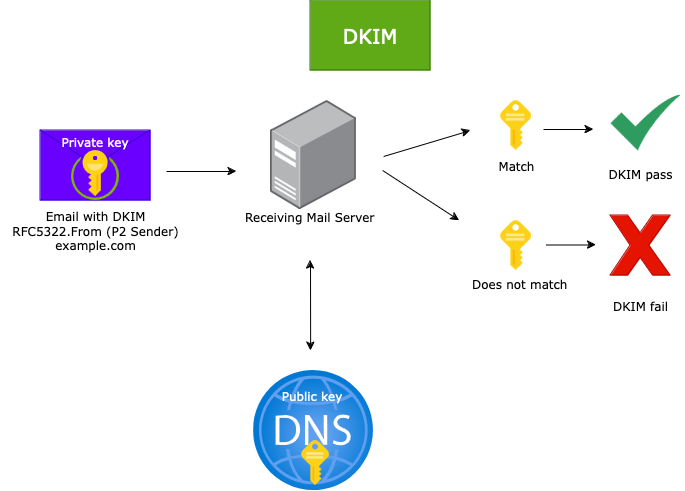 DKIM
Private key
Email with DKIM
RFC5322.From (P2 Sender)
example.com
Receiving Mail Server
Match
DKIM pass
Does not match
DKIM fail
Public key
DNS